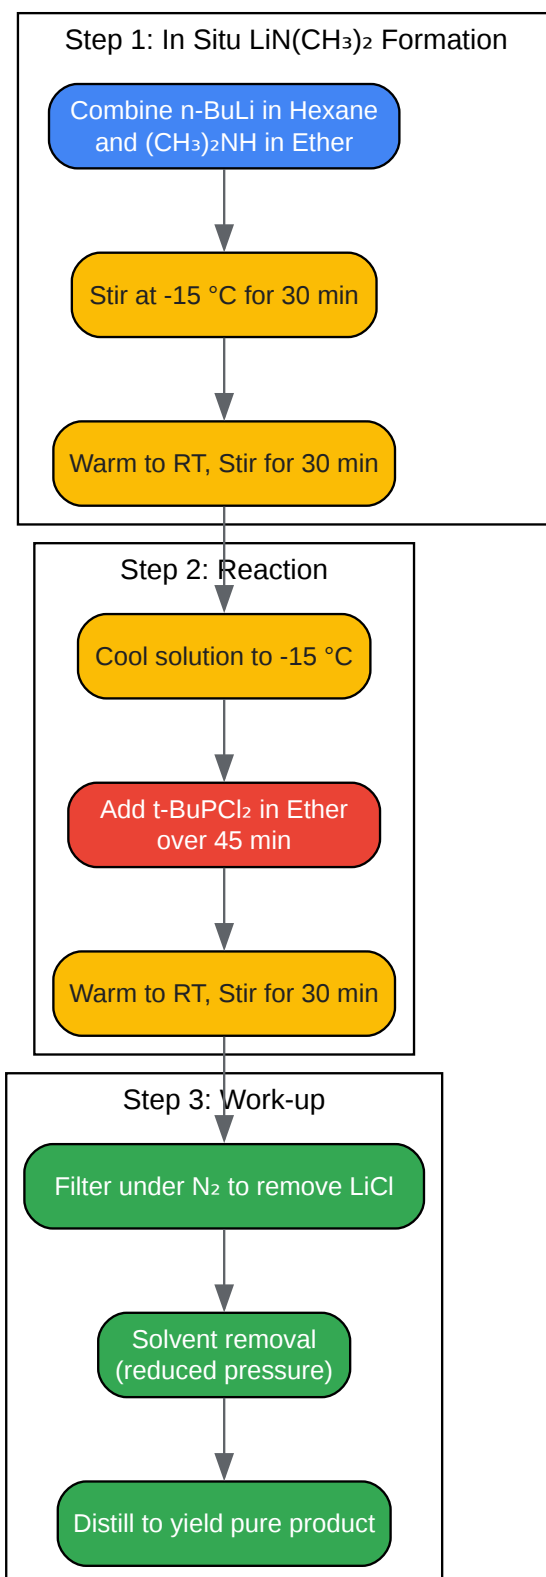 Step 1: In Situ LiN(CH₃)₂ Formation
Combine n-BuLi in Hexane
and (CH₃)₂NH in Ether
Stir at -15 °C for 30 min
Warm to RT, Stir for 30 min
Step 2: Reaction
Cool solution to -15 °C
Add t-BuPCl₂ in Ether
over 45 min
Warm to RT, Stir for 30 min
Step 3: Work-up
Filter under N₂ to remove LiCl
Solvent removal
(reduced pressure)
Distill to yield pure product